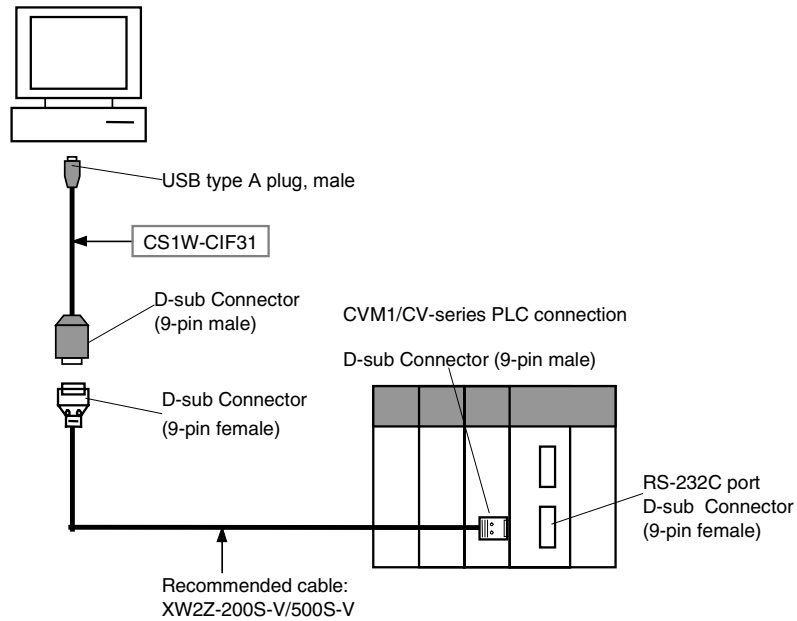 USB type A plug, male
CS1W-CIF31
D-sub Connector
(9-pin male)
CVM1/CV-series PLC connection
D-sub Connector (9-pin male)
D-sub Connector
(9-pin female)
RS-232C port
D-sub Connector
(9-pin female)
Recommended cable:
XW2Z-200S-V/500S-V